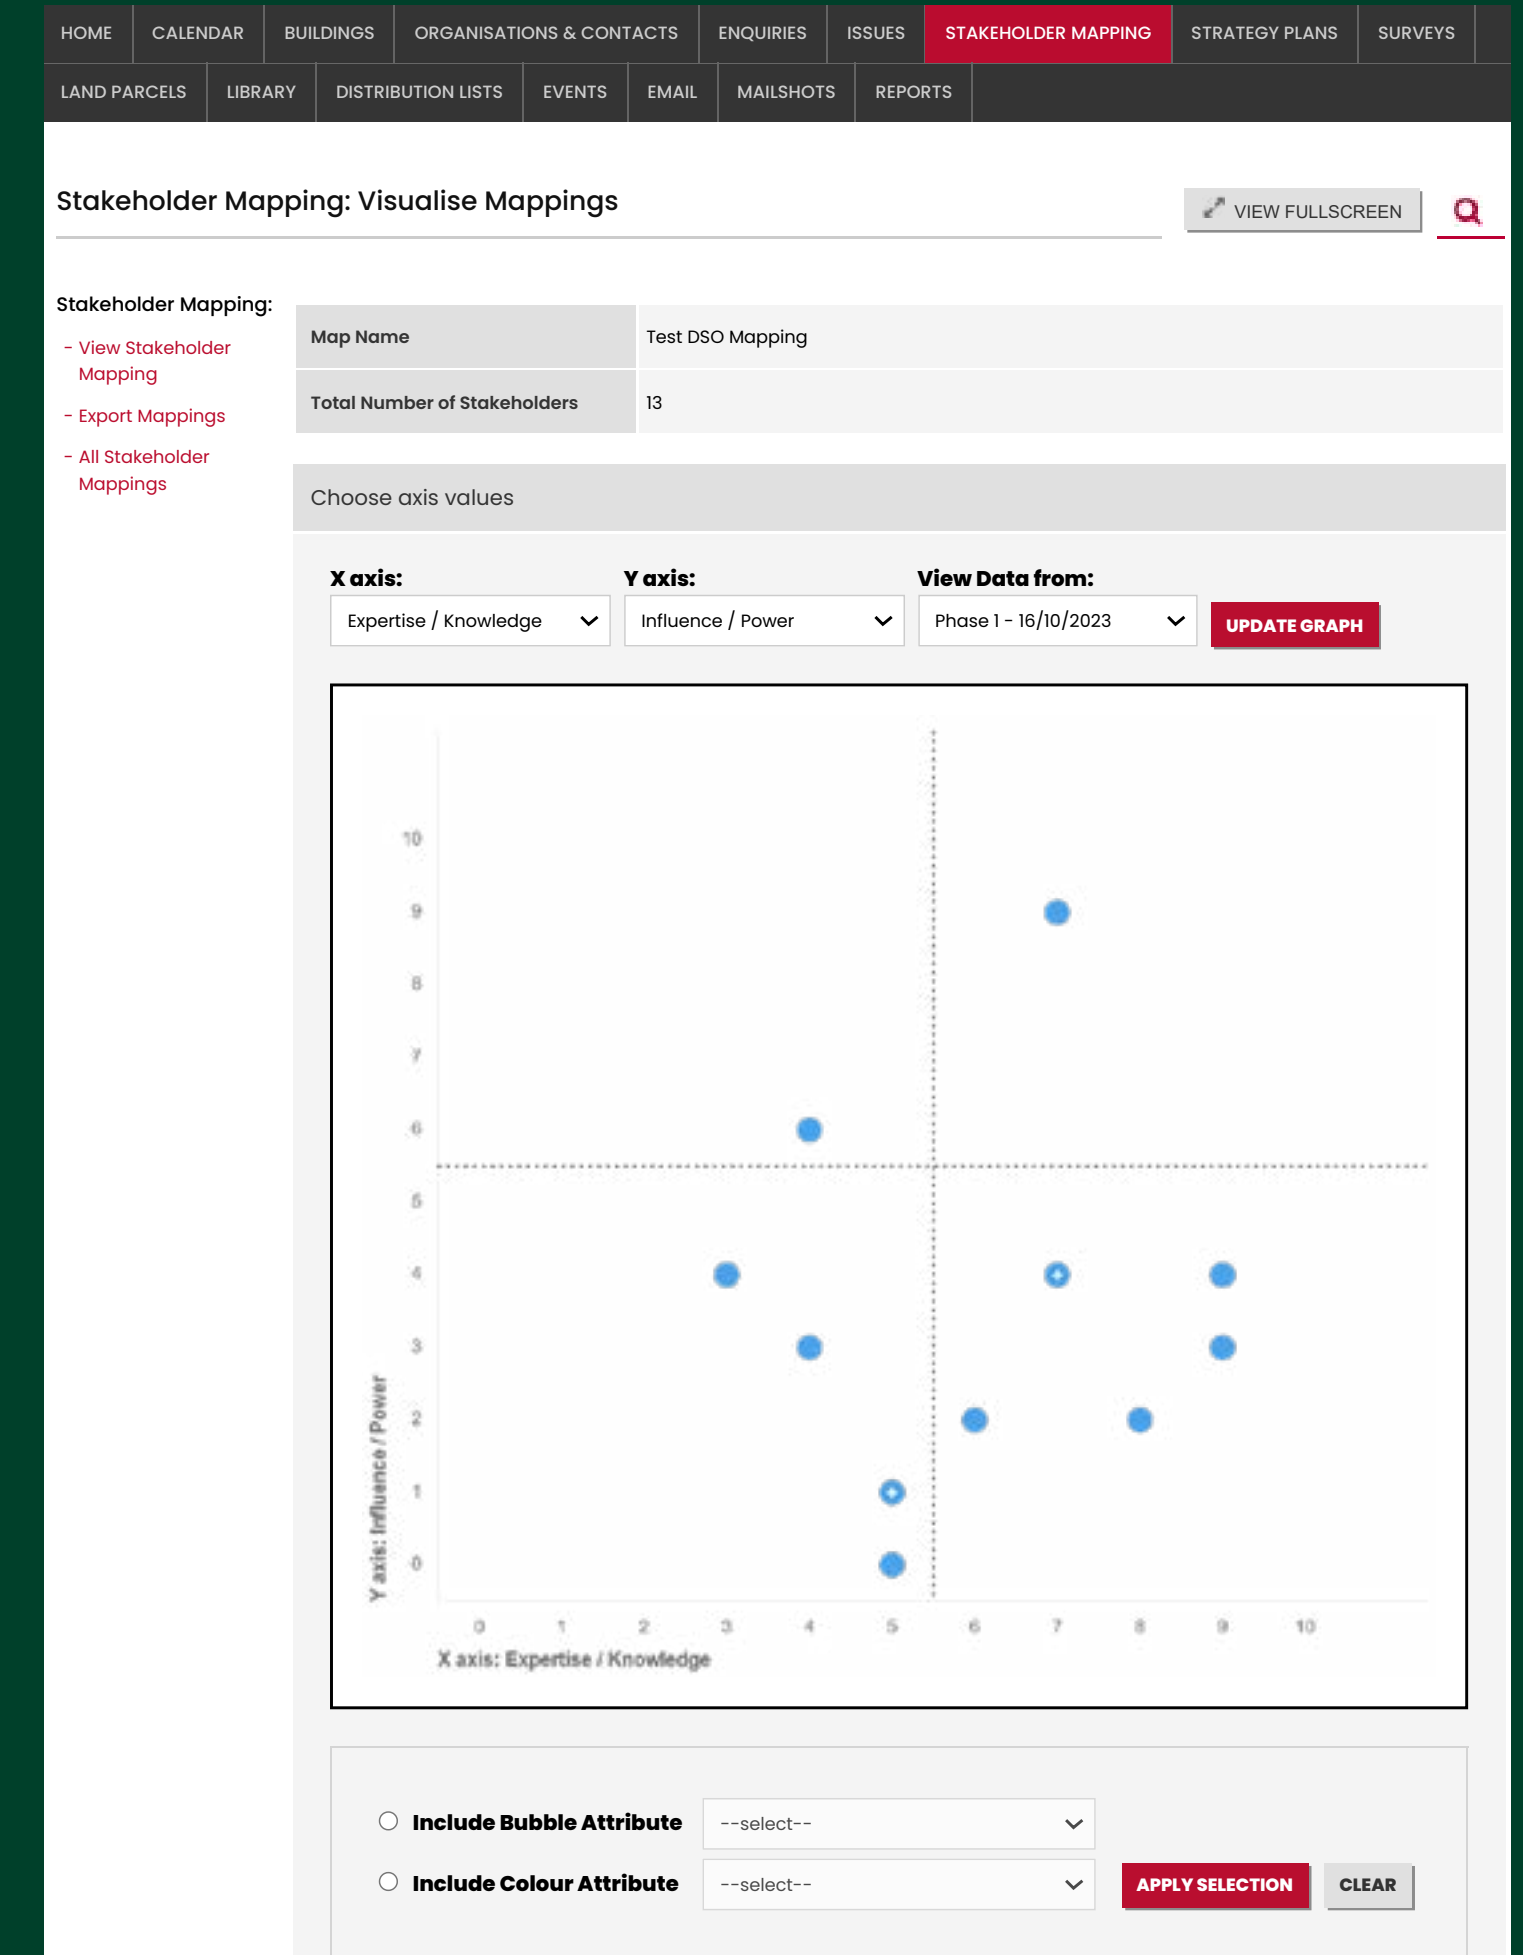 HOME CALENDAR BUILDINGS ORGANISATIONS & CONTACTS ENQUIRIES ISSUES STAKEHOLDER MAPPING STRATEGY PLANS SURVEYS
LAND PARCELS LIBRARY DISTRIBUTION LISTS EVENTS EMAIL MAILSHOTS REPORTS
Stakeholder Mapping: Visualise Mappings
VIEW FULLSCREEN
Stakeholder Mapping:
- View Stakeholder
Mapping
- Export Mappings
- All Stakeholder
Mappings
Map Name Test DSO Mapping
Total Number of Stakeholders 13
Choose axis values
X axis: Y axis: View Data from:
Expertise / Knowledge Influence / Power Phase 1 - 16/10/2023 UPDATE GRAPH
10
9
8
7
6
5
4
3
2
1
0
Y axis: Influence / Power
0 1 2 3 4 5 6 7 8 9 10
X axis: Expertise / Knowledge
Include Bubble Attribute --select--
Include Colour Attribute --select-- APPLY SELECTION CLEAR